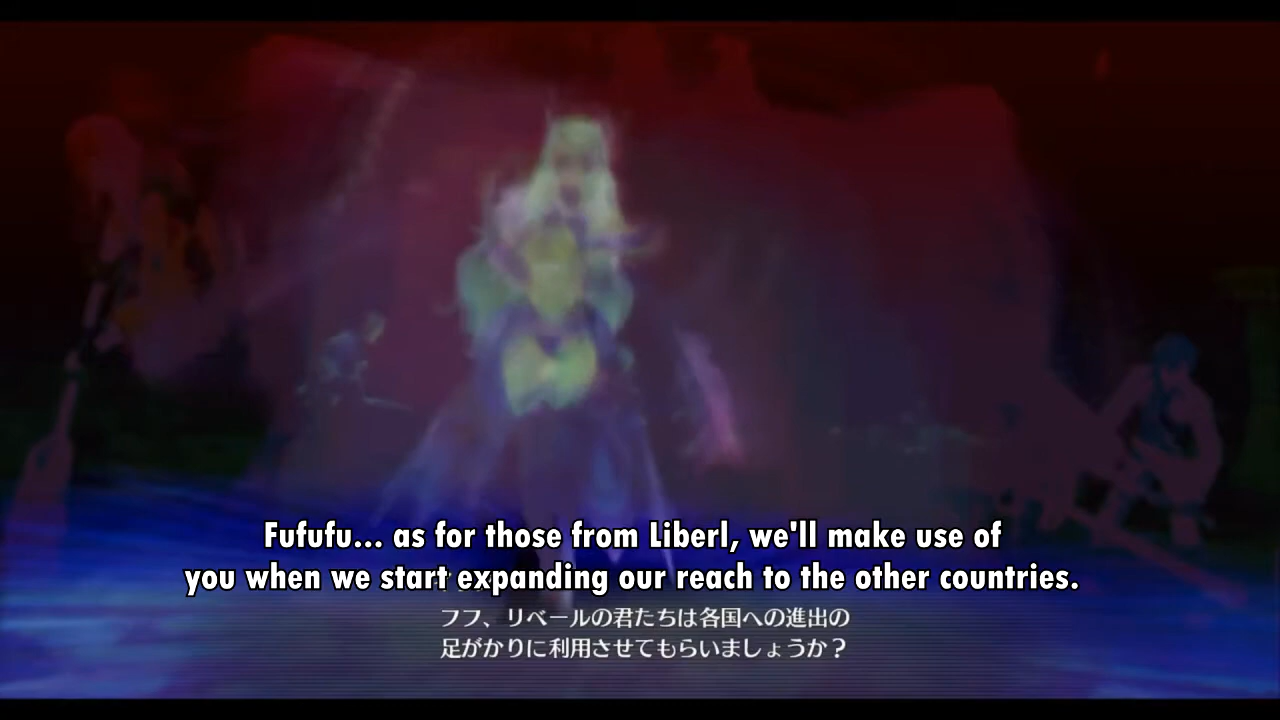 Fufufu... as for those from Liberl, we'll make use of
you when we start expanding our reach to the other countries.
フフ、リベールの君たちは各国への進出の
足がかりに利用させてもらいましょうか？